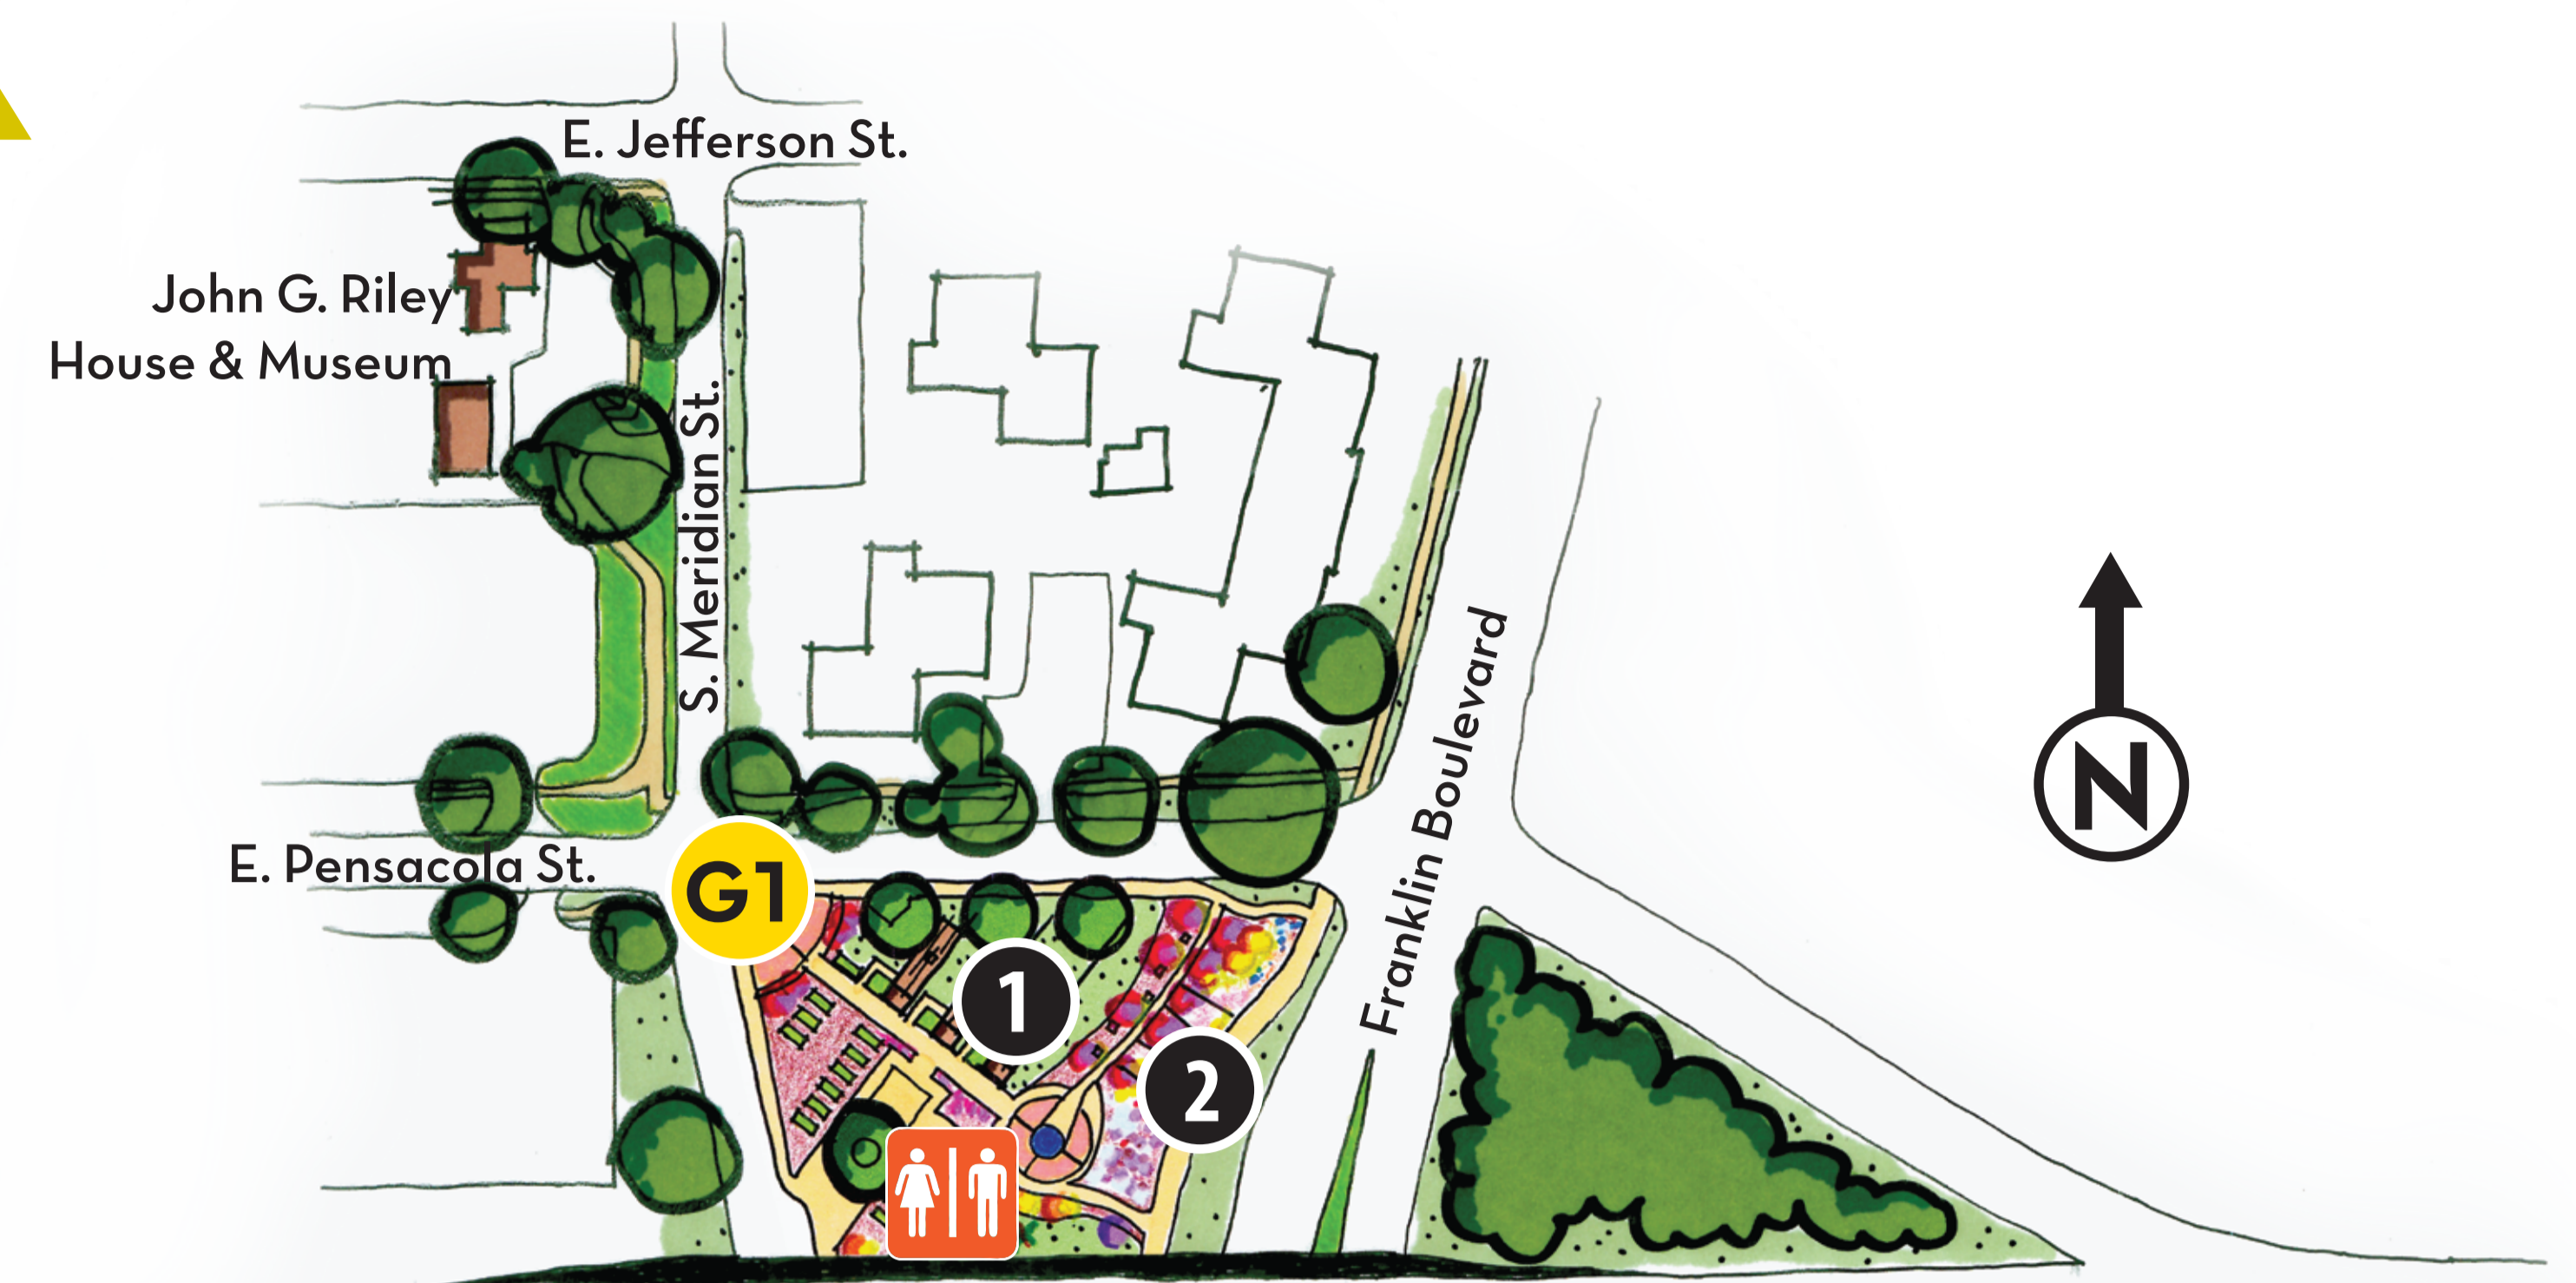 E. Jefferson St.
John G. Riley
House & Museum
S. Meridian St.
Franklin Boulevard
N
E. Pensacola St.
G1
1
2